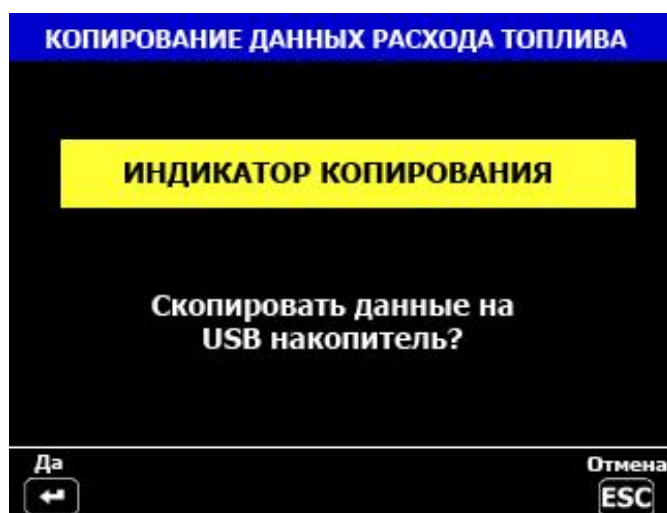 КОПИРОВАНИЕ ДАННЫХ РАСХОДА ТОПЛИВА
ИНДИКАТОР КОПИРОВАНИЯ
Скопировать данные на
USB накопитель?
Да
Отмена
ESC